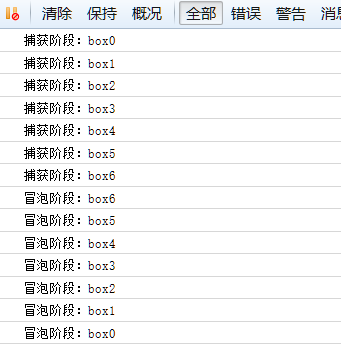 清除 保持 概况 全部 错误 警告 消息
捕获阶段：box0
捕获阶段：box1
捕获阶段：box2
捕获阶段：box3
捕获阶段：box4
捕获阶段：box5
捕获阶段：box6
冒泡阶段：box6
冒泡阶段：box5
冒泡阶段：box4
冒泡阶段：box3
冒泡阶段：box2
冒泡阶段：box1
冒泡阶段：box0